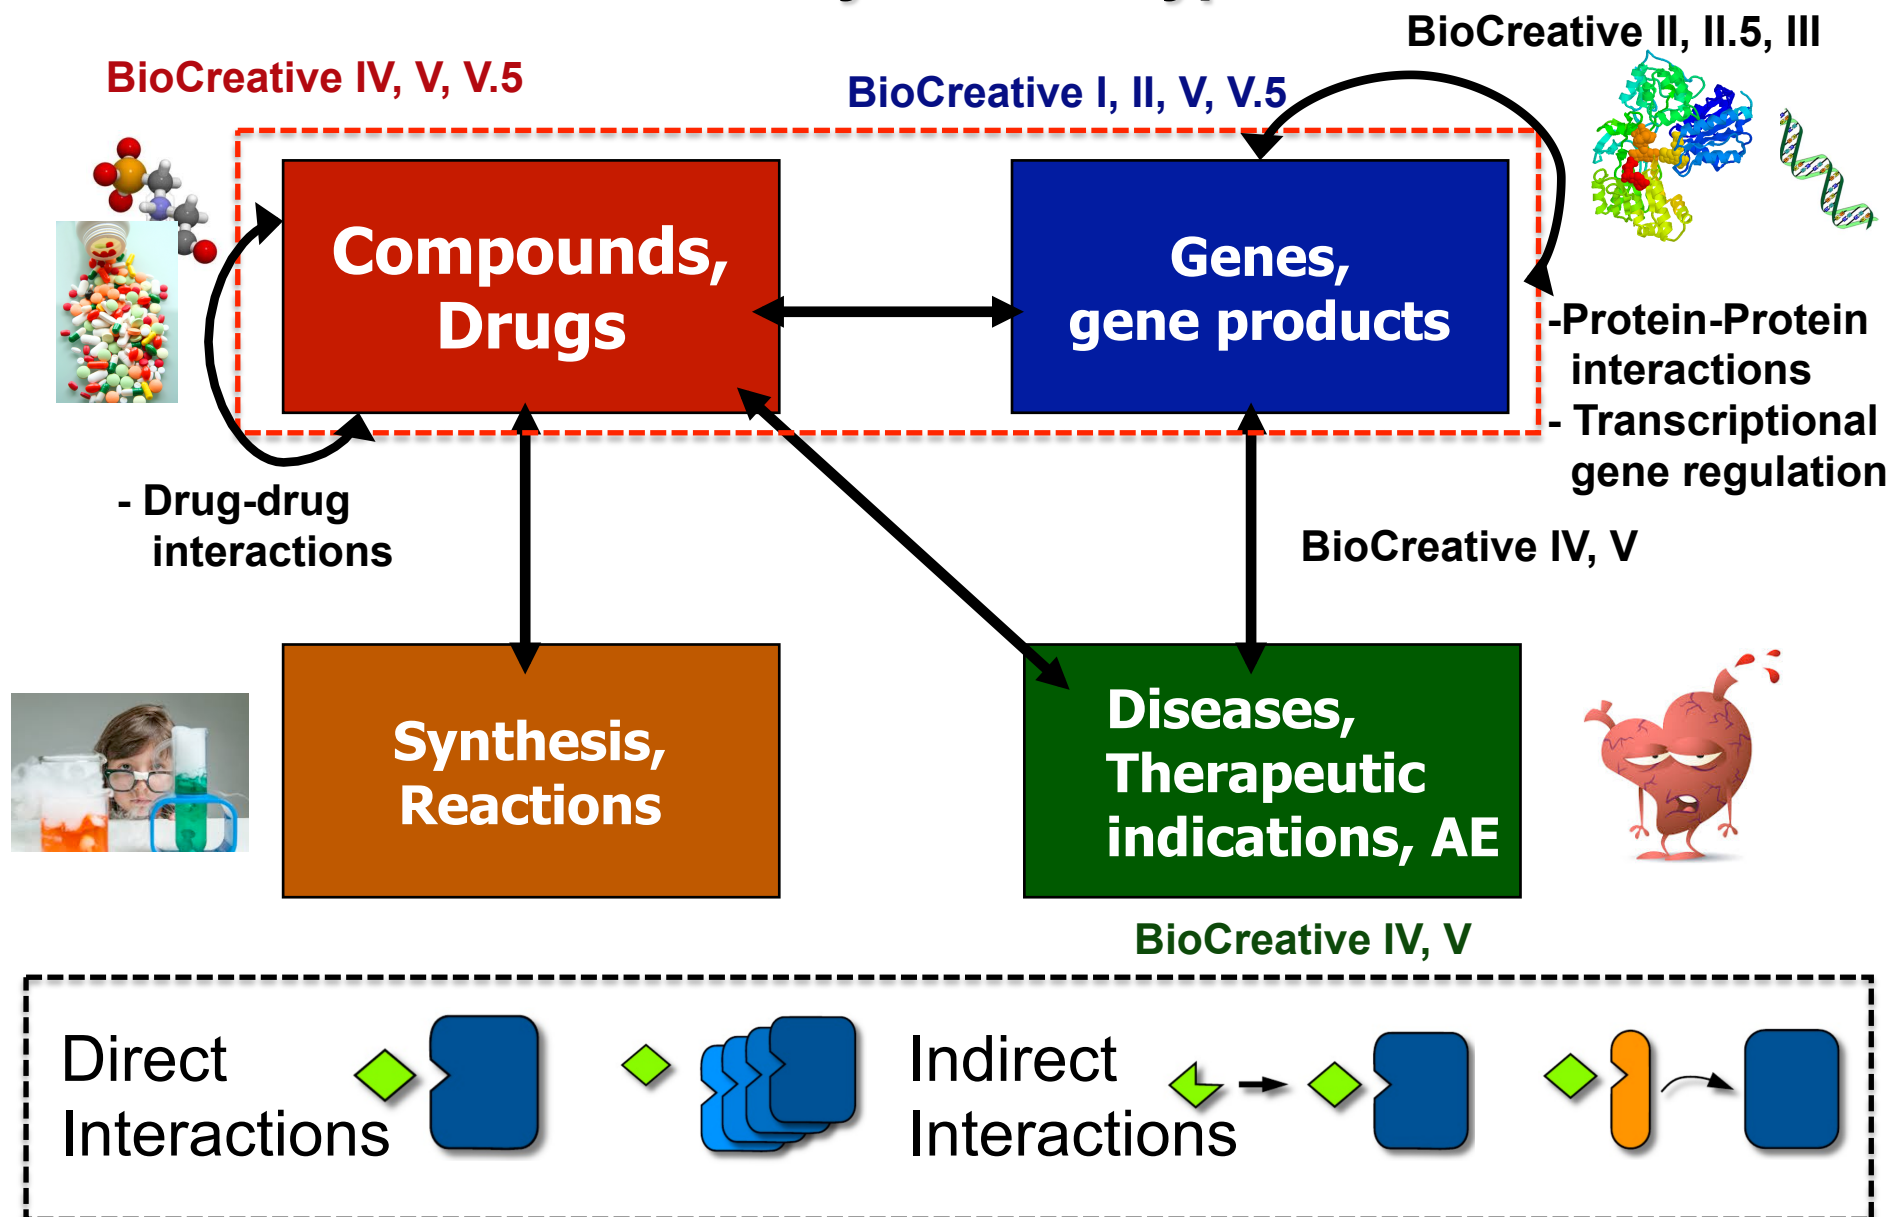 BioCreative II, II.5, III
BioCreative IV, V, V.5
BioCreative I, II, V, V.5
Compounds,
Drugs
Genes,
gene products
-Protein-Protein
interactions
- Transcriptional
gene regulation
- Drug-drug
interactions
BioCreative IV, V
Synthesis,
Reactions
Diseases,
Therapeutic
indications, AE
BioCreative IV, V
Direct
Interactions
Indirect
Interactions